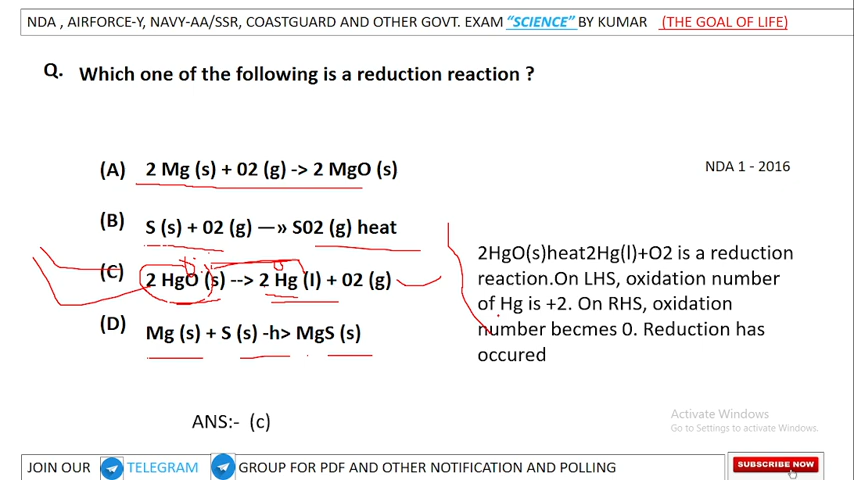 NDA , AIRFORCE-Y, NAVY-AA/SSR, COASTGUARD AND OTHER GOVT. EXAM “SCIENCE” BY KUMAR (THE GOAL OF LIFE)
Q. Which one of the following is a reduction reaction ?
(A) 2 Mg (s) + 02 (g) -> 2 MgO (s)
NDA 1 - 2016
(B) S (s) + 02 (g) —» S02 (g) heat
(C) 2 HgO (s) --> 2 Hg (I) + 02 (g)
(D) Mg (s) + S (s) -h> MgS (s)
2HgO(s)heat2Hg(l)+O2 is a reduction
reaction.On LHS, oxidation number
of Hg is +2. On RHS, oxidation
number becmes 0. Reduction has
occured
ANS:- (c)
Activate Windows
Go to Settings to activate Windows.
JOIN OUR TELEGRAM GROUP FOR PDF AND OTHER NOTIFICATION AND POLLING
SUBSCRIBE NOW